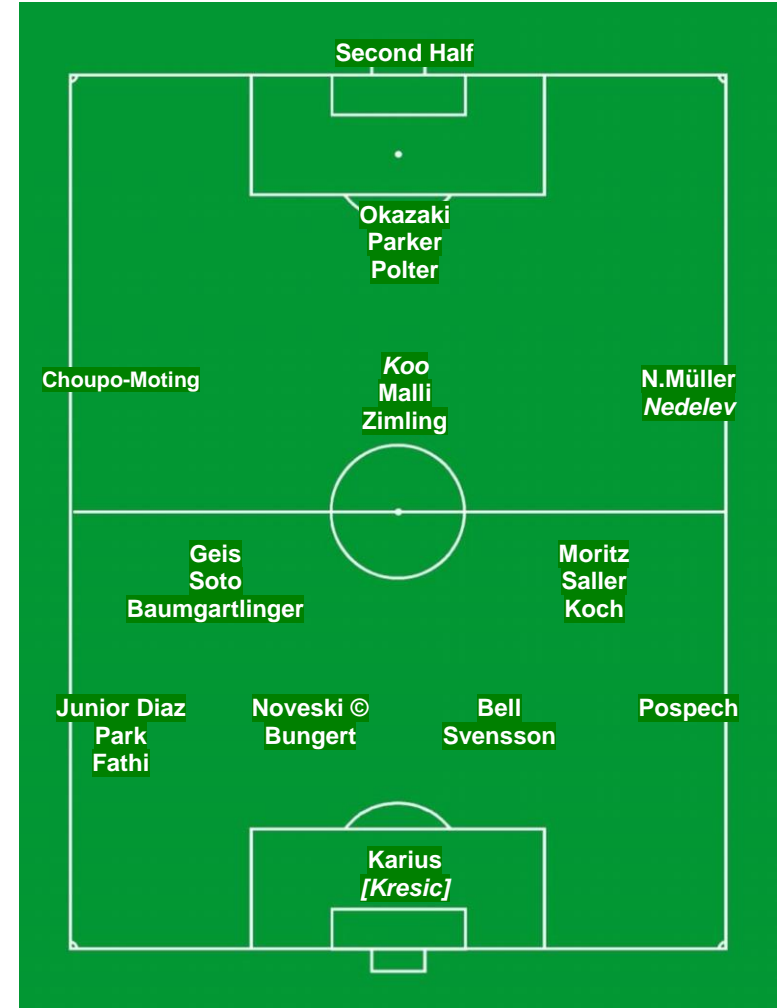 Second Half
Okazaki
Parker
Polter
Choupo-Moting
Koo
Malli
Zimling
N.Müller
Nedelev
Geis
Soto
Baumgartlinger
Moritz
Saller
Koch
Junior Diaz
Park
Fathi
Noveski ©
Bungert
Bell
Svensson
Pospech
Karius
[Kresic]